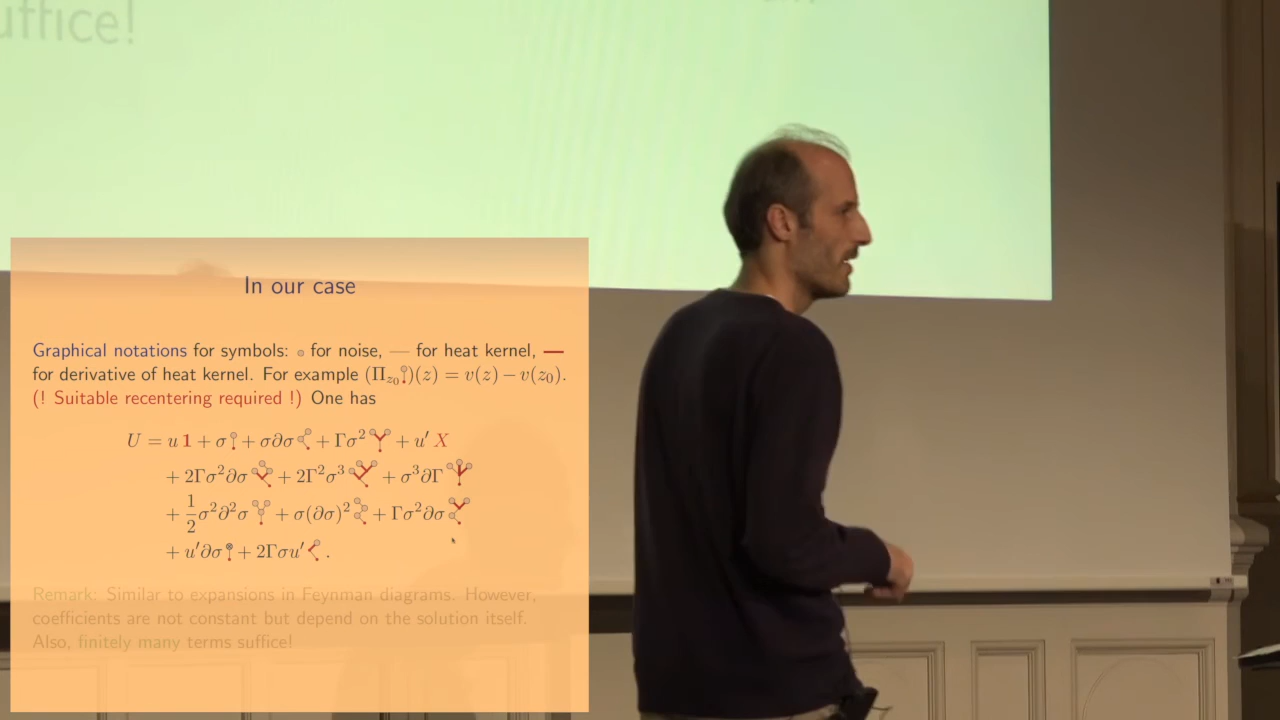 uffice!
In our case
Graphical notations for symbols: ∘ for noise, — for heat kernel, —
for derivative of heat kernel. For example (Π_{z₀})(z) = v(z) − v(z₀).
(! Suitable recentering required !) One has
U = u 1 + σ + σ∂σ + Γσ² + u′ X
+ 2Γσ²∂σ + 2Γ²σ³ + σ³∂Γ
+ 1/2 σ²∂²σ + σ(∂σ)² + Γσ²∂σ
+ u′∂σ + 2Γσu′ .
Remark: Similar to expansions in Feynman diagrams. However,
coefficients are not constant but depend on the solution itself.
Also, finitely many terms suffice!